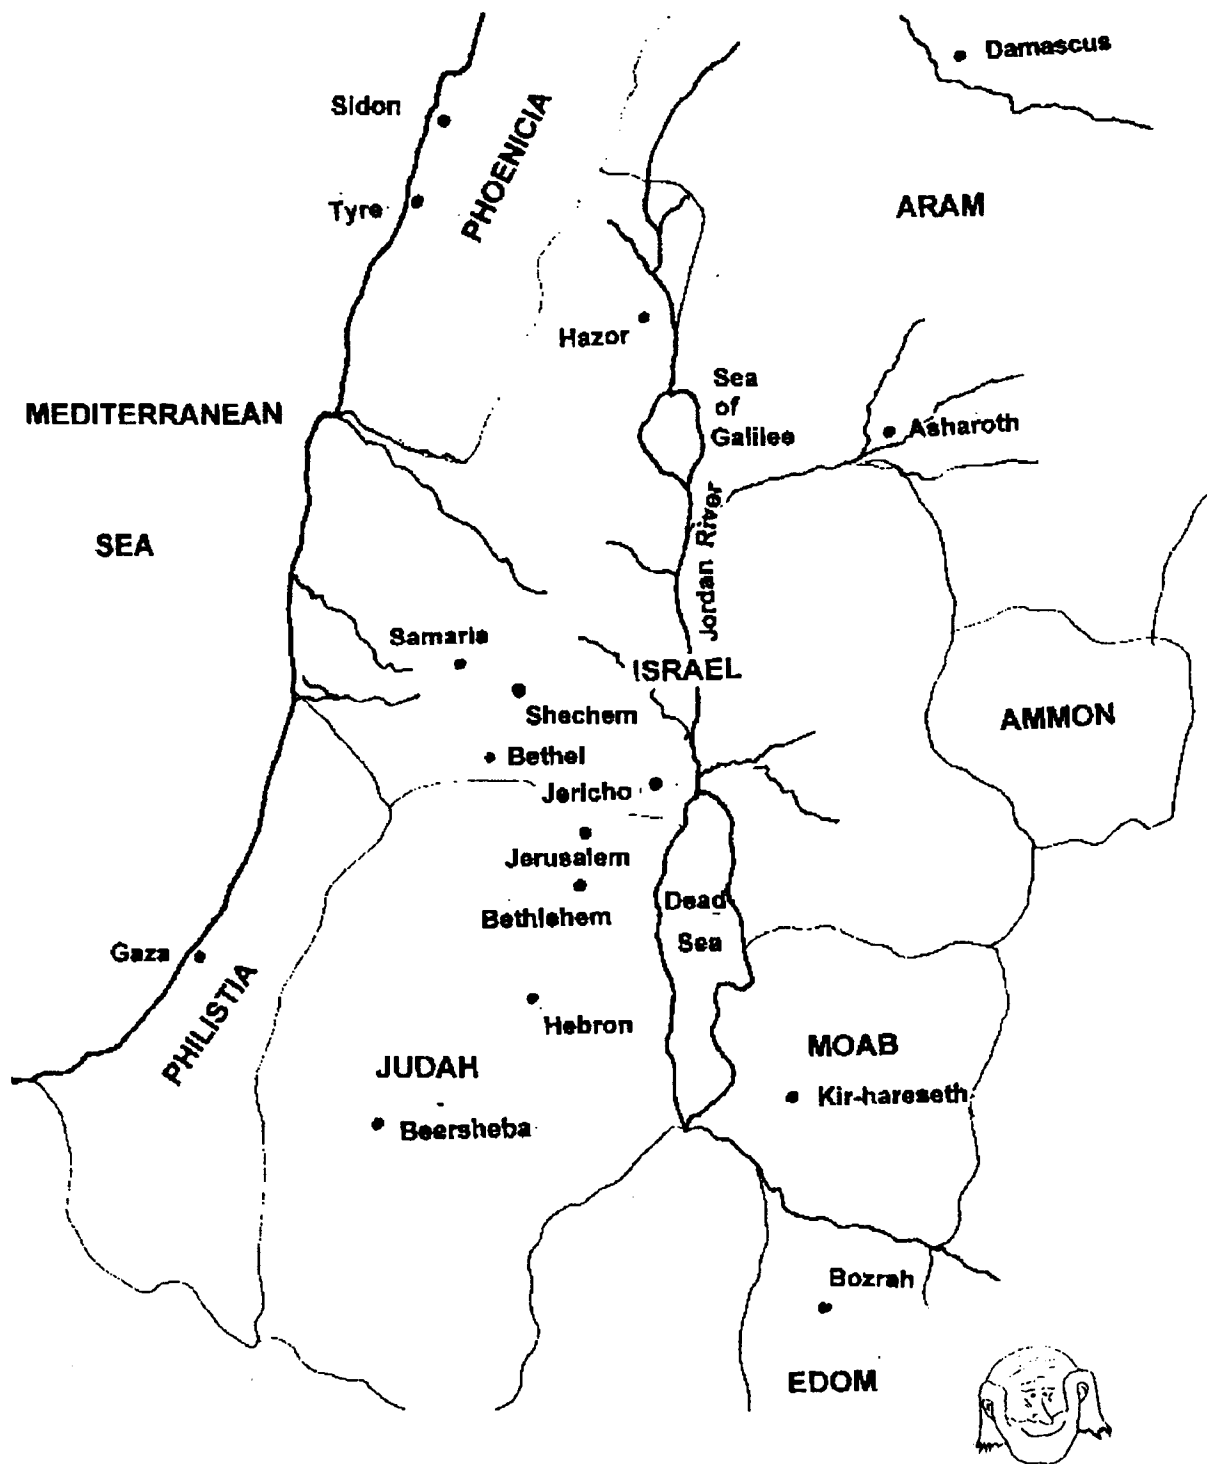 Damascus
Sidon
PHOENICIA
Tyre
ARAM
Hazor
Sea
of
Galilee
MEDITERRANEAN
Asharoth
SEA
Jordan River
Samaria
ISRAEL
Shechem
AMMON
Bethel
Jericho
Jerusalem
Dead
Bethlehem
Sea
Gaza
PHILISTIA
Hebron
MOAB
JUDAH
Kir-hareseth
Beersheba
Bozrah
EDOM